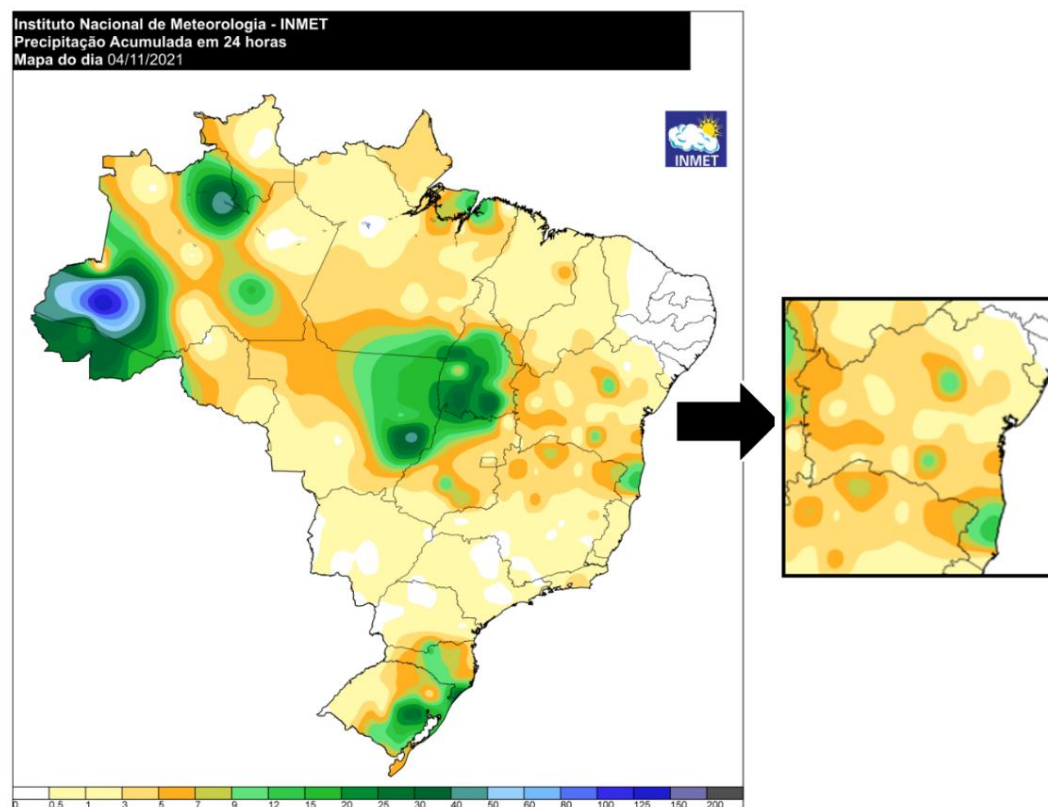 Instituto Nacional de Meteorologia - INMET
Precipitação Acumulada em 24 horas
Mapa do dia 04/11/2021
INMET
0 0.5 1 3 5 7 9 12 15 20 25 30 40 50 60 80 100 125 150 200